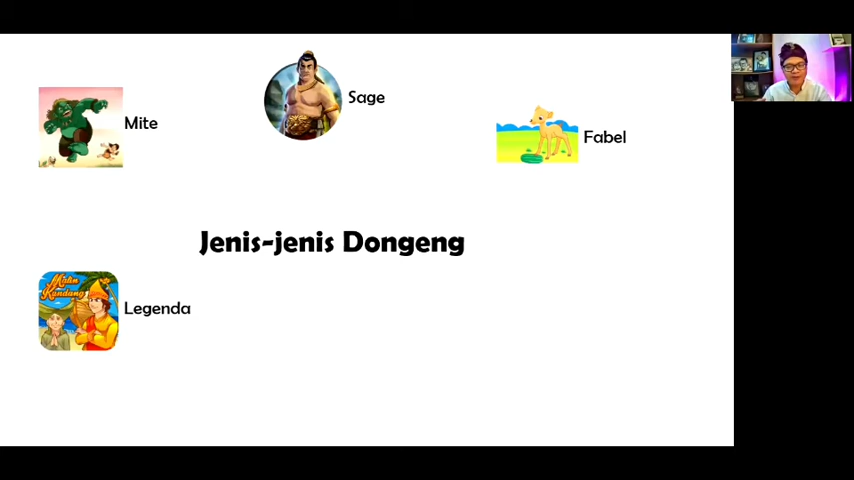 Sage
Mite
Fabel
Jenis-jenis Dongeng
Malin
Kundang
Legenda